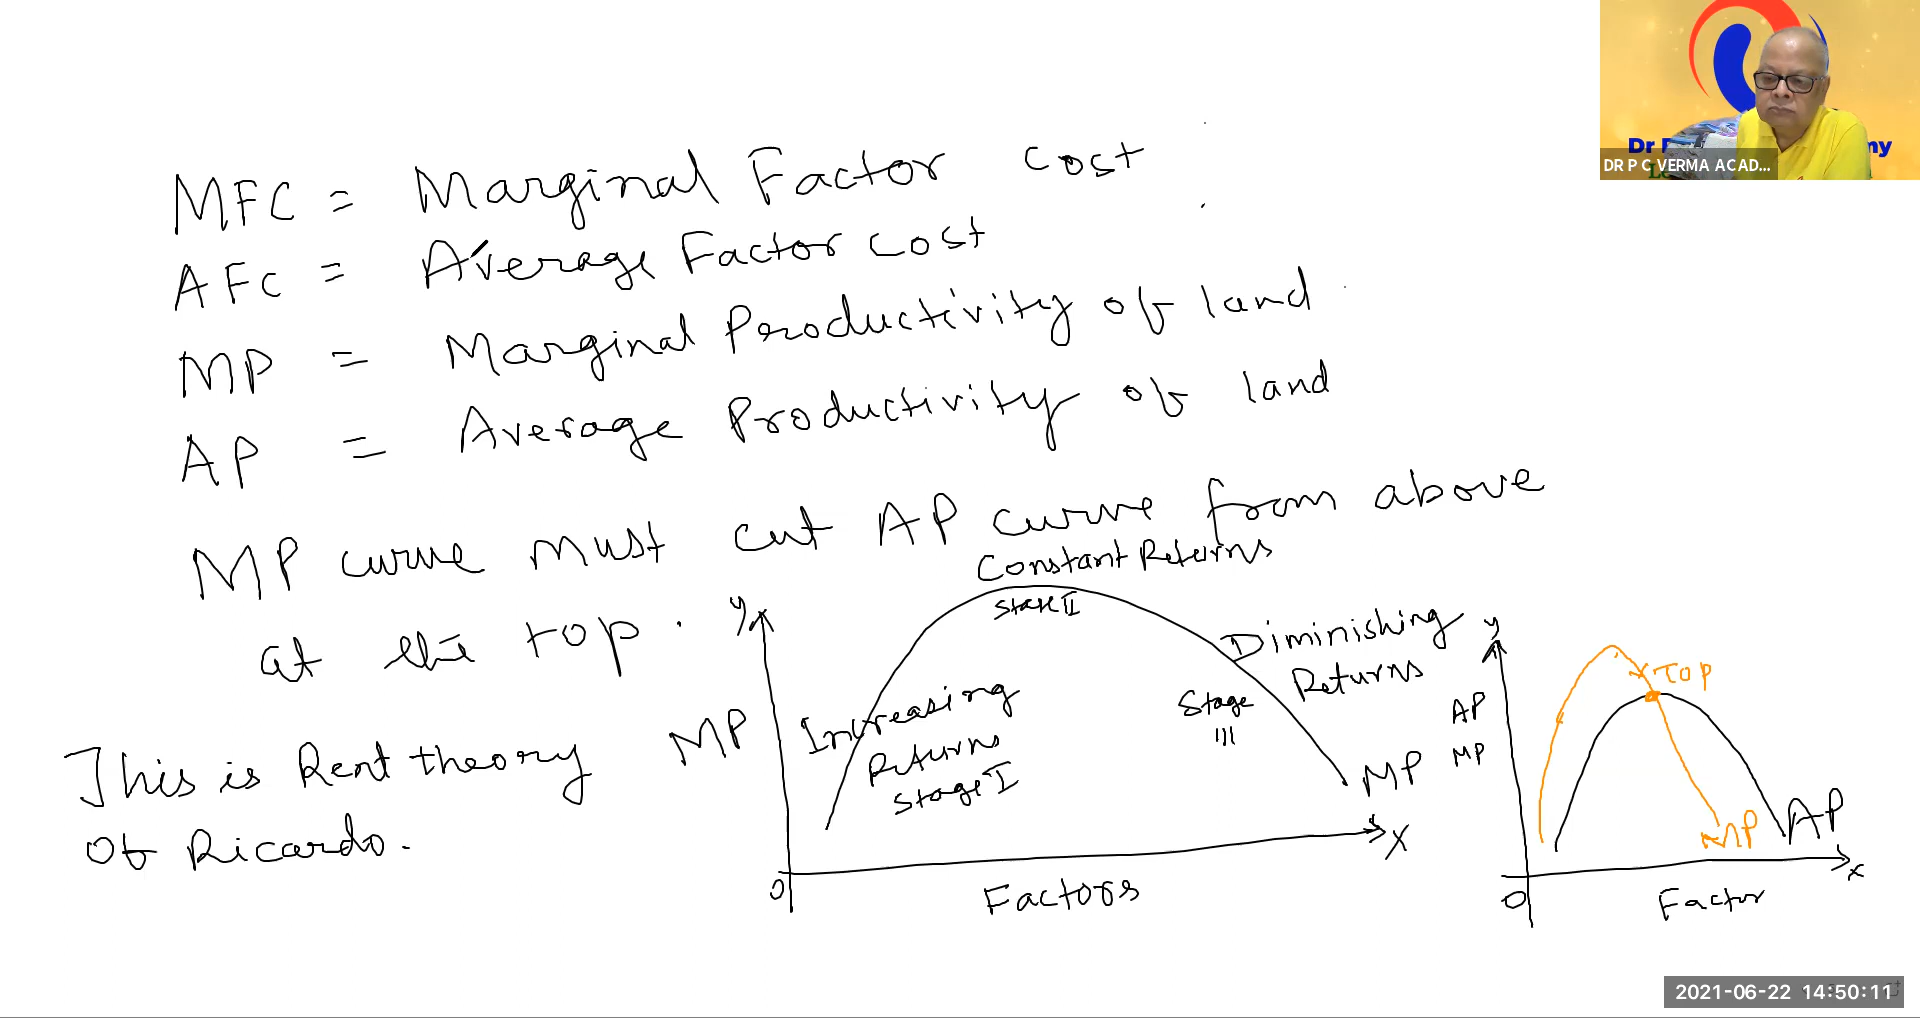 MFC = Marginal Factor cost
AFC = Average Factor cost
MP = Marginal Productivity of land
AP = Average Productivity of land
MP curve must cut AP curve from above
at the top.
This is Rent theory
of Ricardo.
Constant Returns
Stage II
Y
MP
Increasing
Returns
Stage I
Diminishing
Returns
Stage
III
MP
X
O
Factors
Y
TOP
AP
MP
MP
AP
X
O
Factor
Dr
ny
DR P C VERMA ACAD...
2021-06-22 14:50:11